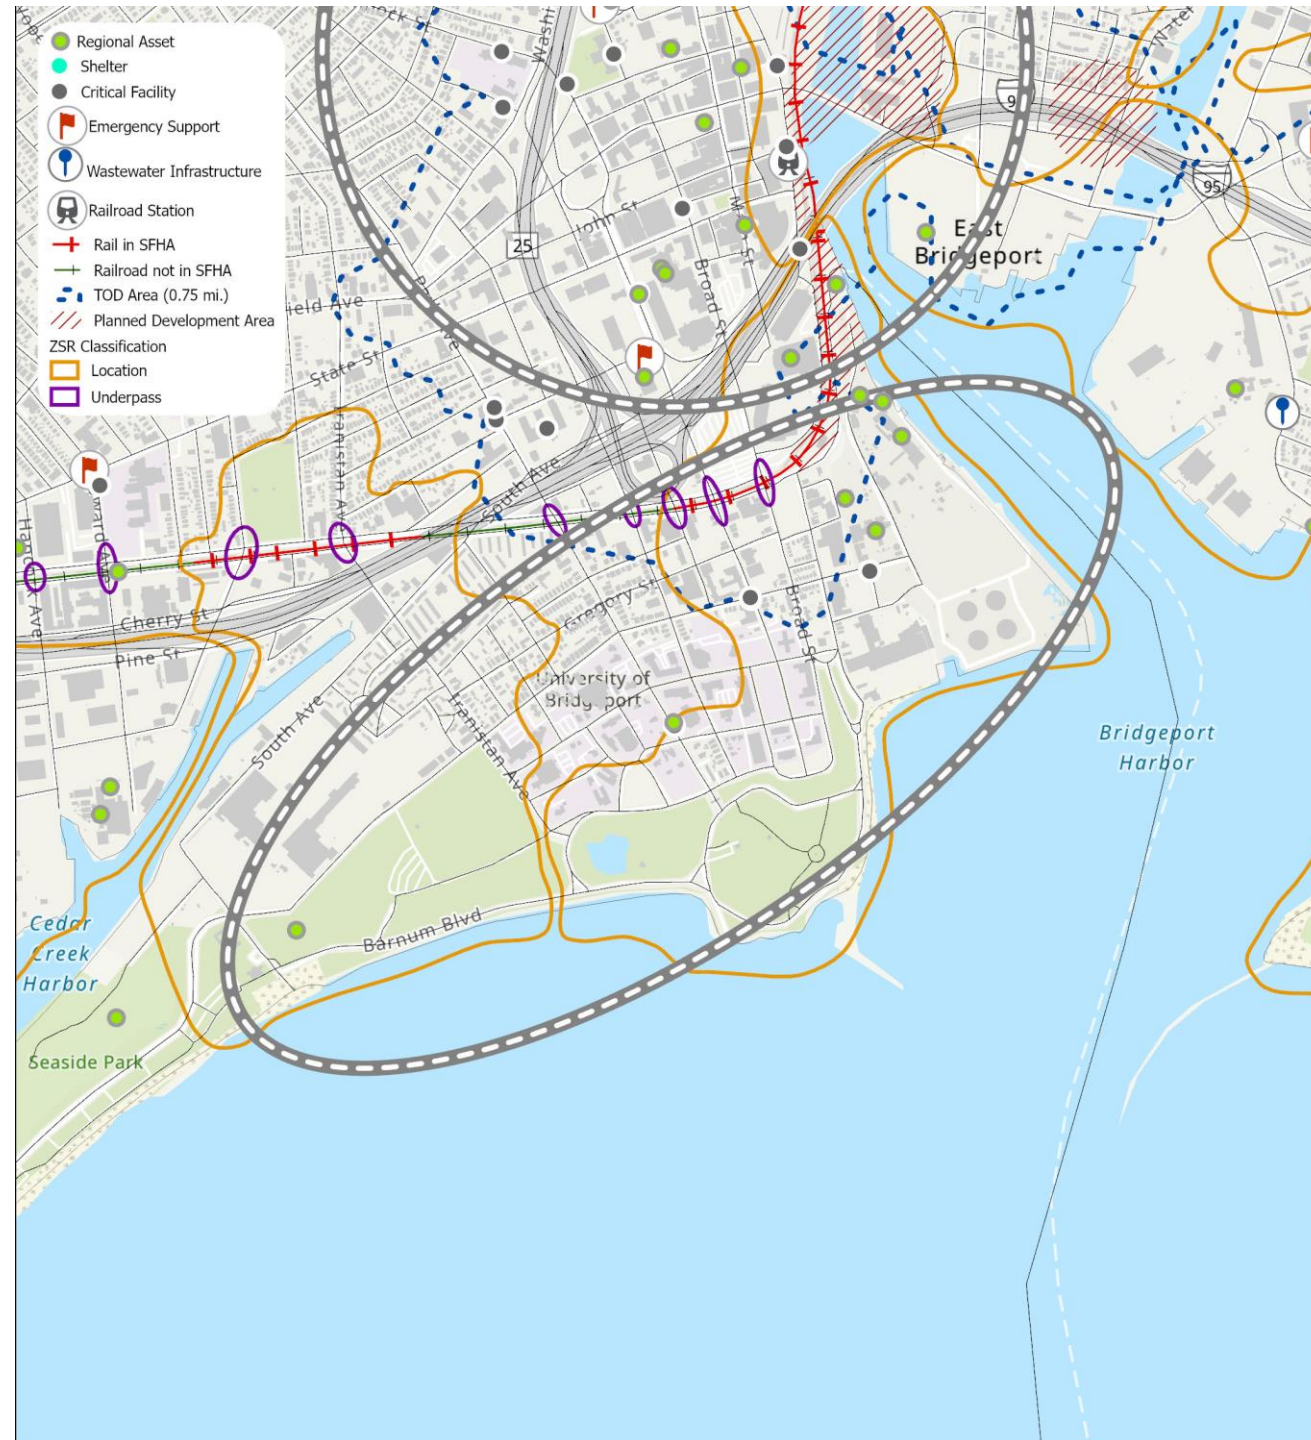 Regional Asset
Shelter
Critical Facility
Emergency Support
Wastewater Infrastructure
Railroad Station
Rail in SFHA
Railroad not in SFHA
TOD Area (0.75 mi.)
Planned Development Area
ZSR Classification
Location
Underpass
25
John St
Broad St
95
East
Bridgeport
State St
South Ave
Cherry St
Pine St
Gregory St
Broad St
University of
Bridgeport
South Ave
Iranistan Ave
Bridgeport
Harbor
Barnum Blvd
Cedar
Creek
Harbor
Seaside Park